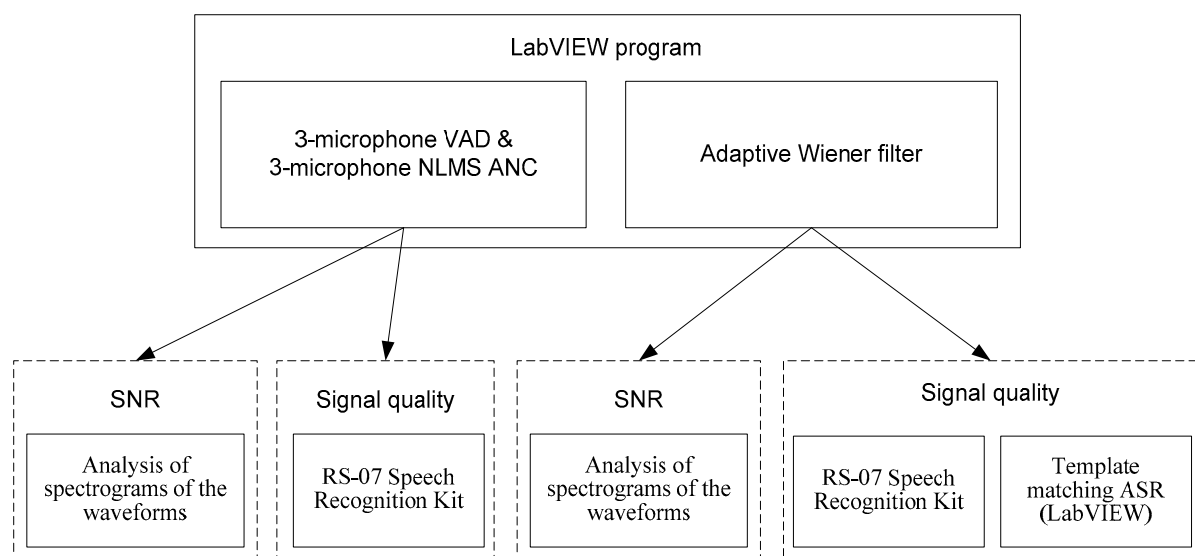 LabVIEW program
3-microphone VAD &
3-microphone NLMS ANC
Adaptive Wiener filter
SNR
Analysis of
spectrograms of the
waveforms
Signal quality
RS-07 Speech
Recognition Kit
SNR
Analysis of
spectrograms of the
waveforms
Signal quality
RS-07 Speech
Recognition Kit
Template
matching ASR
(LabVIEW)